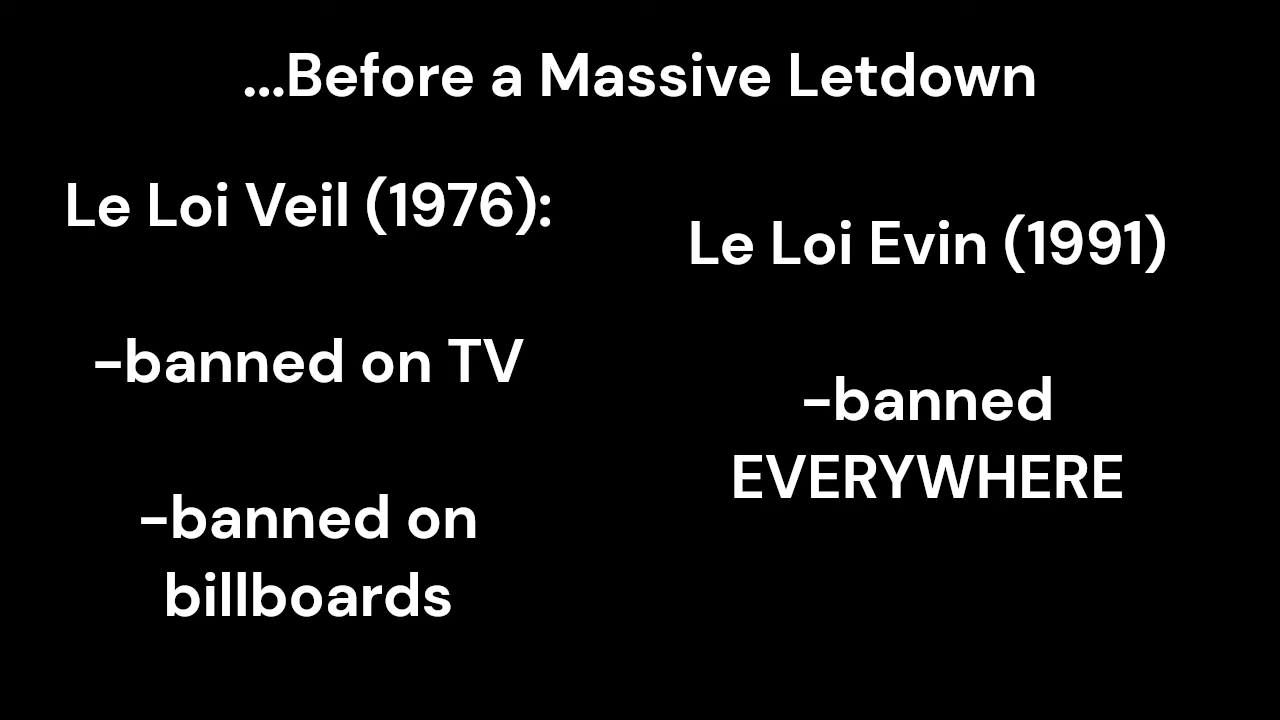 ...Before a Massive Letdown
Le Loi Veil (1976):
-banned on TV
-banned on
billboards
Le Loi Evin (1991)
-banned
EVERYWHERE